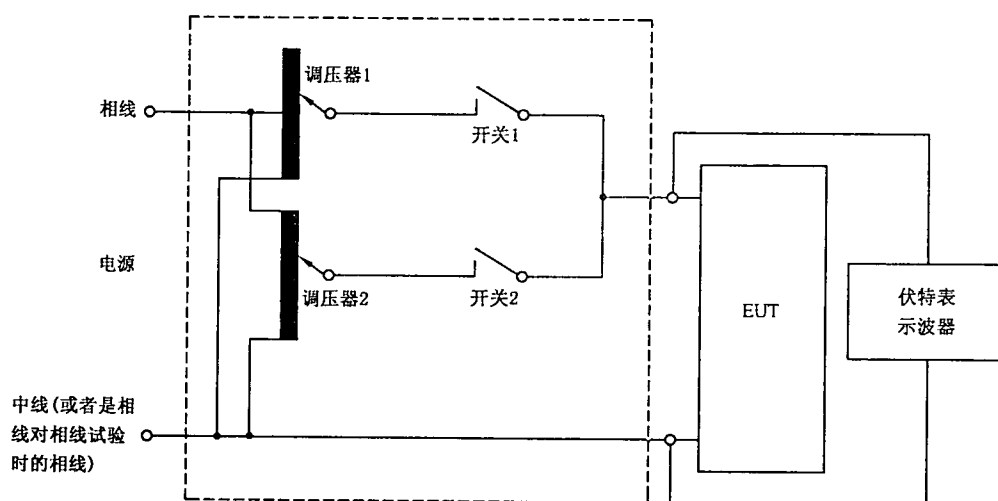 调压器1
相线
开关1
电源
调压器2
开关2
EUT
伏特表
示波器
中线(或者是相
线对相线试验
时的相线)